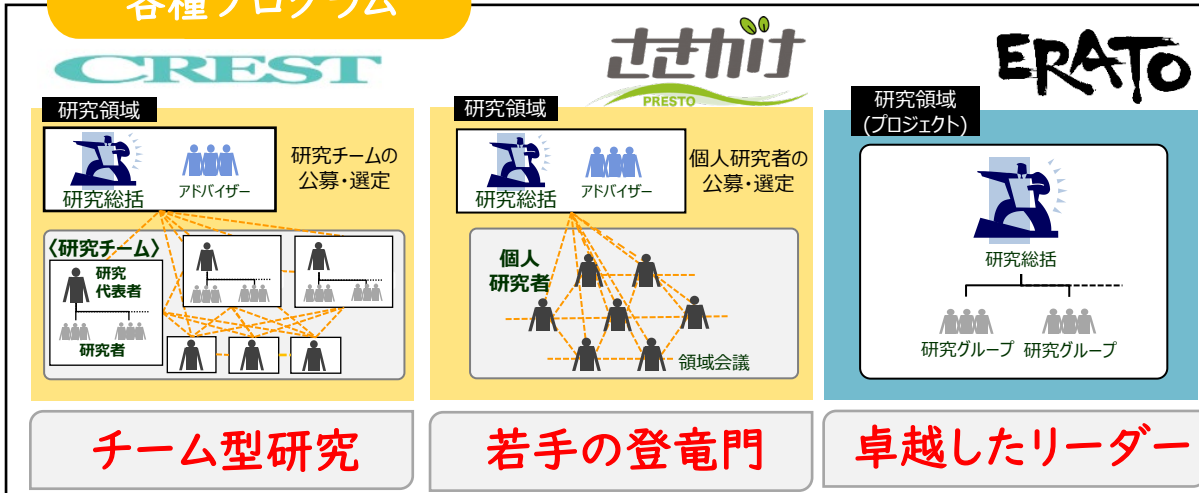 各種プログラム
CREST
研究領域
研究総括
アドバイザー
研究チームの
公募・選定
〈研究チーム〉
研究
代表者
研究者
さきがけ
PRESTO
研究領域
研究総括
アドバイザー
個人研究者の
公募・選定
個人
研究者
領域会議
ERATO
研究領域
(プロジェクト)
研究総括
研究グループ 研究グループ
チーム型研究
若手の登竜門
卓越したリーダー